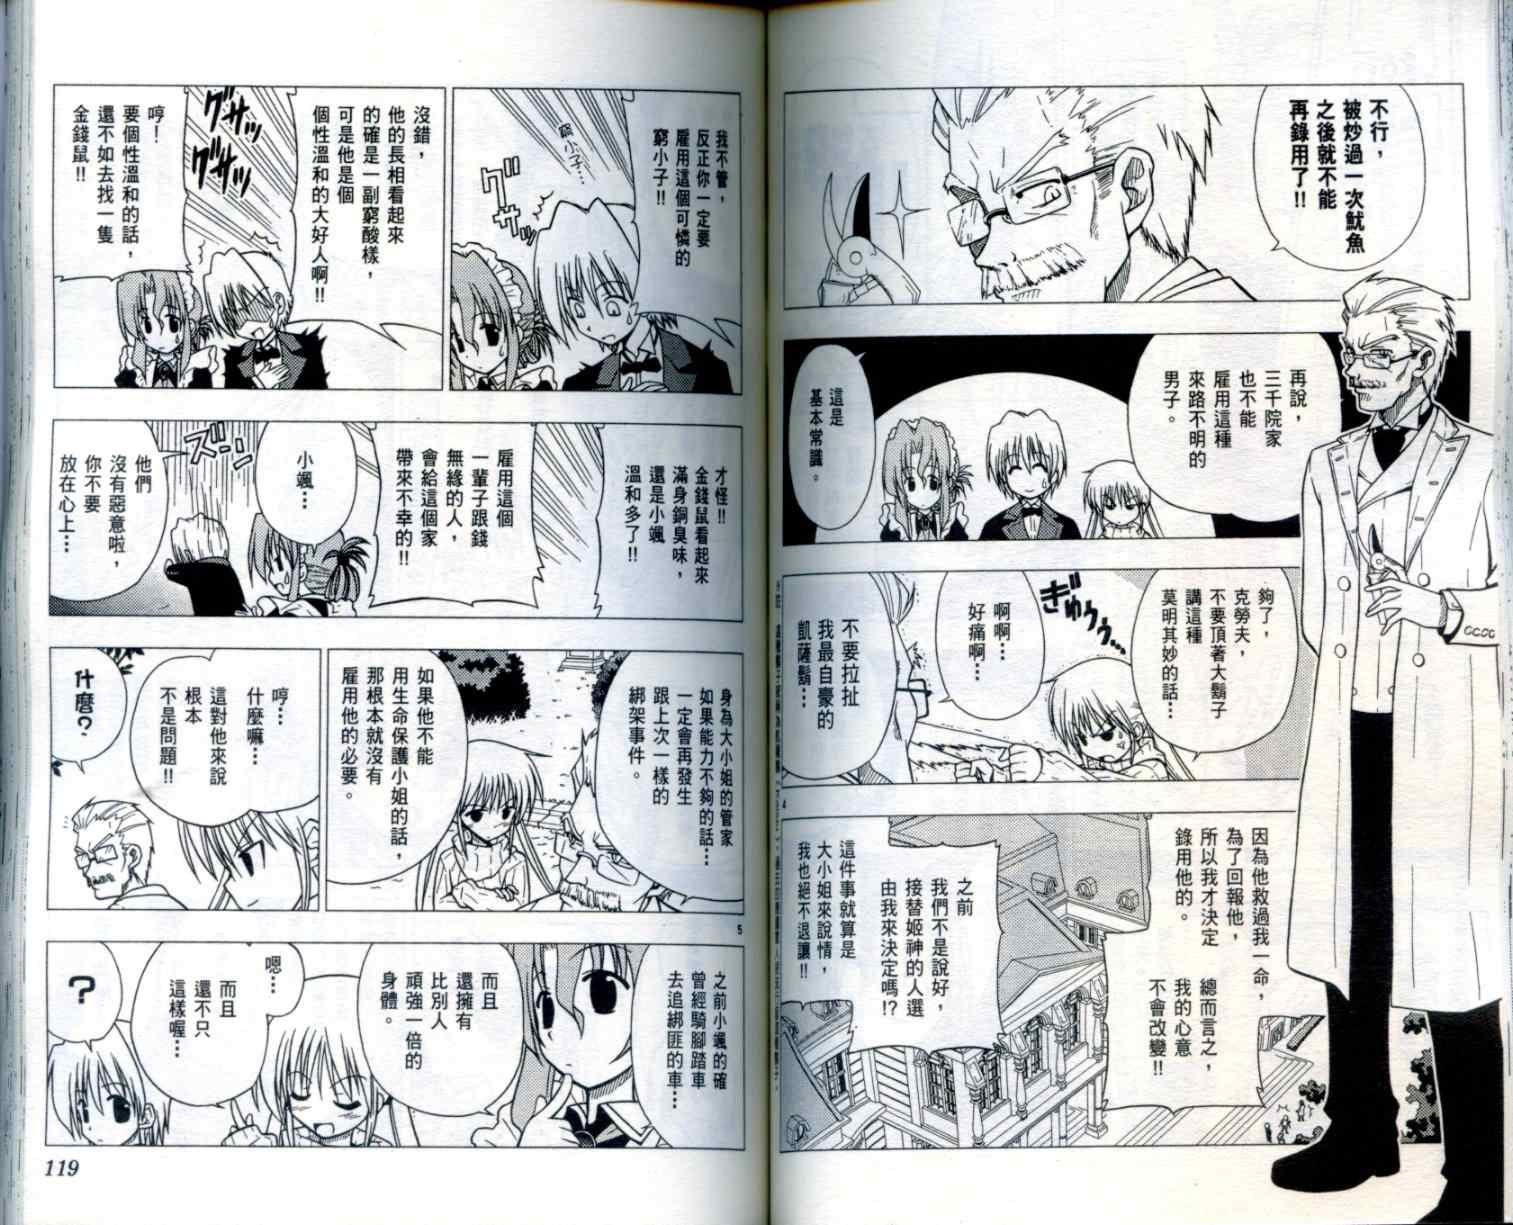 不行，
被炒過一次魷魚
之後就不能
再錄用了!!
再說，
三千院家
也不能
雇用這種
來路不明的
男子。
這是
基本常識。
夠了，
克勞夫，
不要頂著大鬍子
講這種
莫明其妙的話…
ぎゅうう…
啊啊…
好痛啊…
不要拉扯
我最自豪的
凱薩鬍…
因為他救過我一命，
為了回報他，
所以我才決定
錄用他的。
總而言之，
我的心意
不會改變!!
之前
我們不是說好，
接替姬神的人選
由我來決定嗎!?
這件事就算是
大小姐來說情，
我也絕不退讓!!
4
我不管，
反正你一定要
雇用這個可憐的
窮小子!!
窮小子…
グサッ
沒錯，
他的長相看起來
的確是一副窮酸樣，
可是他是個
個性溫和的大好人啊!!
グサッ
グサッ
哼！
要個性溫和的話，
還不如去找一隻
金錢鼠!!
才怪!!
金錢鼠看起來
滿身銅臭味，
還是小颯
溫和多了!!
雇用這個
一輩子跟錢
無緣的人，
會給這個家
帶來不幸的!!
小颯…
ズーン
他們
沒有惡意啦，
你不要
放在心上…
身為大小姐的管家
如果能力不夠的話…
一定會再發生
跟上次一樣的
綁架事件。
如果他不能
用生命保護小姐的話，
那根本就沒有
雇用他的必要。
哼…
什麼嘛…
這對他來說
根本
不是問題!!
什麼?
5
之前小颯的確
曾經騎腳踏車
去追綁匪的車…
而且
還擁有
比別人
頑強一倍的
身體。
嗯…
而且
還不只
這樣喔…
?
119